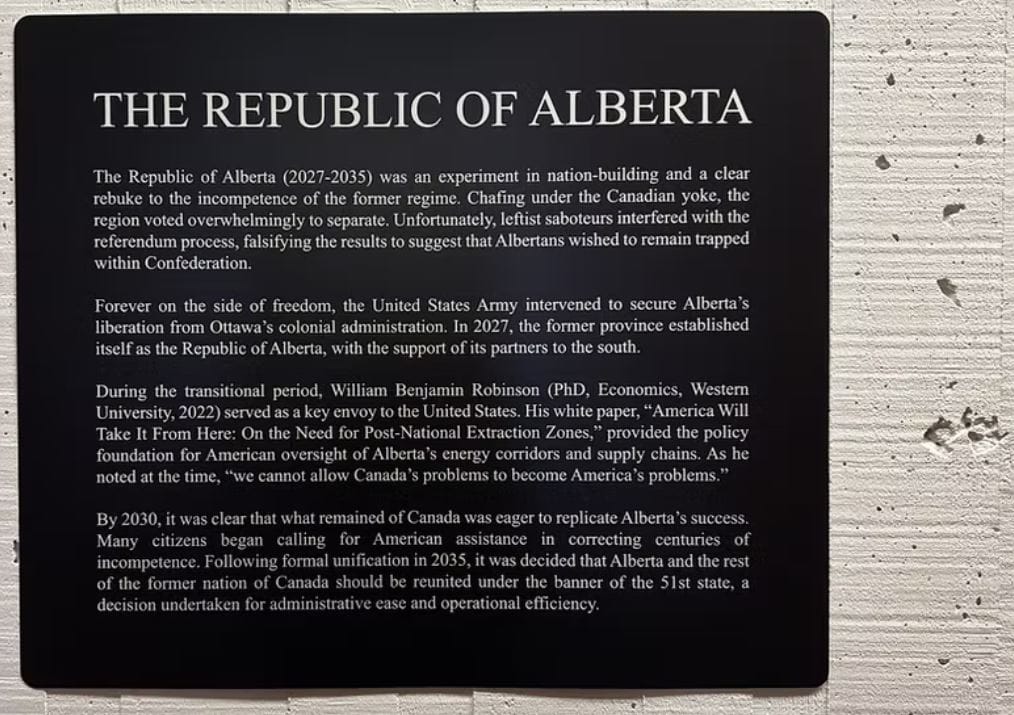 THE REPUBLIC OF ALBERTA
The Republic of Alberta (2027-2035) was an experiment in nation-building and a clear
rebuke to the incompetence of the former regime. Chafing under the Canadian yoke, the
region voted overwhelmingly to separate. Unfortunately, leftist saboteurs interfered with the
referendum process, falsifying the results to suggest that Albertans wished to remain trapped
within Confederation.
Forever on the side of freedom, the United States Army intervened to secure Alberta’s
liberation from Ottawa’s colonial administration. In 2027, the former province established
itself as the Republic of Alberta, with the support of its partners to the south.
During the transitional period, William Benjamin Robinson (PhD, Economics, Western
University, 2022) served as a key envoy to the United States. His white paper, “America Will
Take It From Here: On the Need for Post-National Extraction Zones,” provided the policy
foundation for American oversight of Alberta’s energy corridors and supply chains. As he
noted at the time, “we cannot allow Canada’s problems to become America’s problems.”
By 2030, it was clear that what remained of Canada was eager to replicate Alberta’s success.
Many citizens began calling for American assistance in correcting centuries of
incompetence. Following formal unification in 2035, it was decided that Alberta and the rest
of the former nation of Canada should be reunited under the banner of the 51st state, a
decision undertaken for administrative ease and operational efficiency.